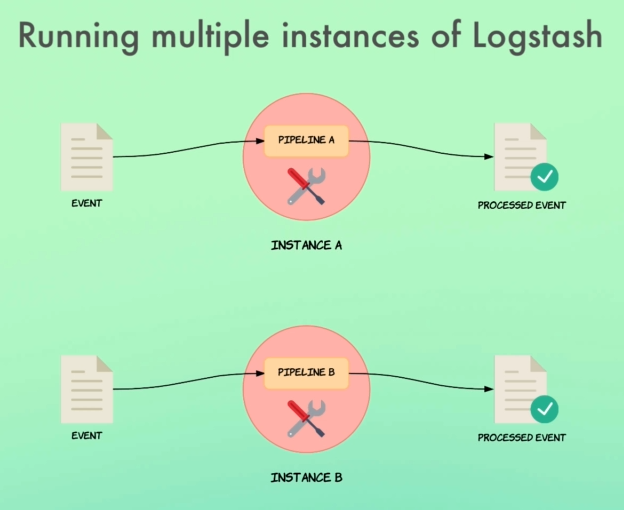 Running multiple instances of Logstash
PIPELINE A
EVENT
PROCESSED EVENT
INSTANCE A
PIPELINE B
EVENT
PROCESSED EVENT
INSTANCE B